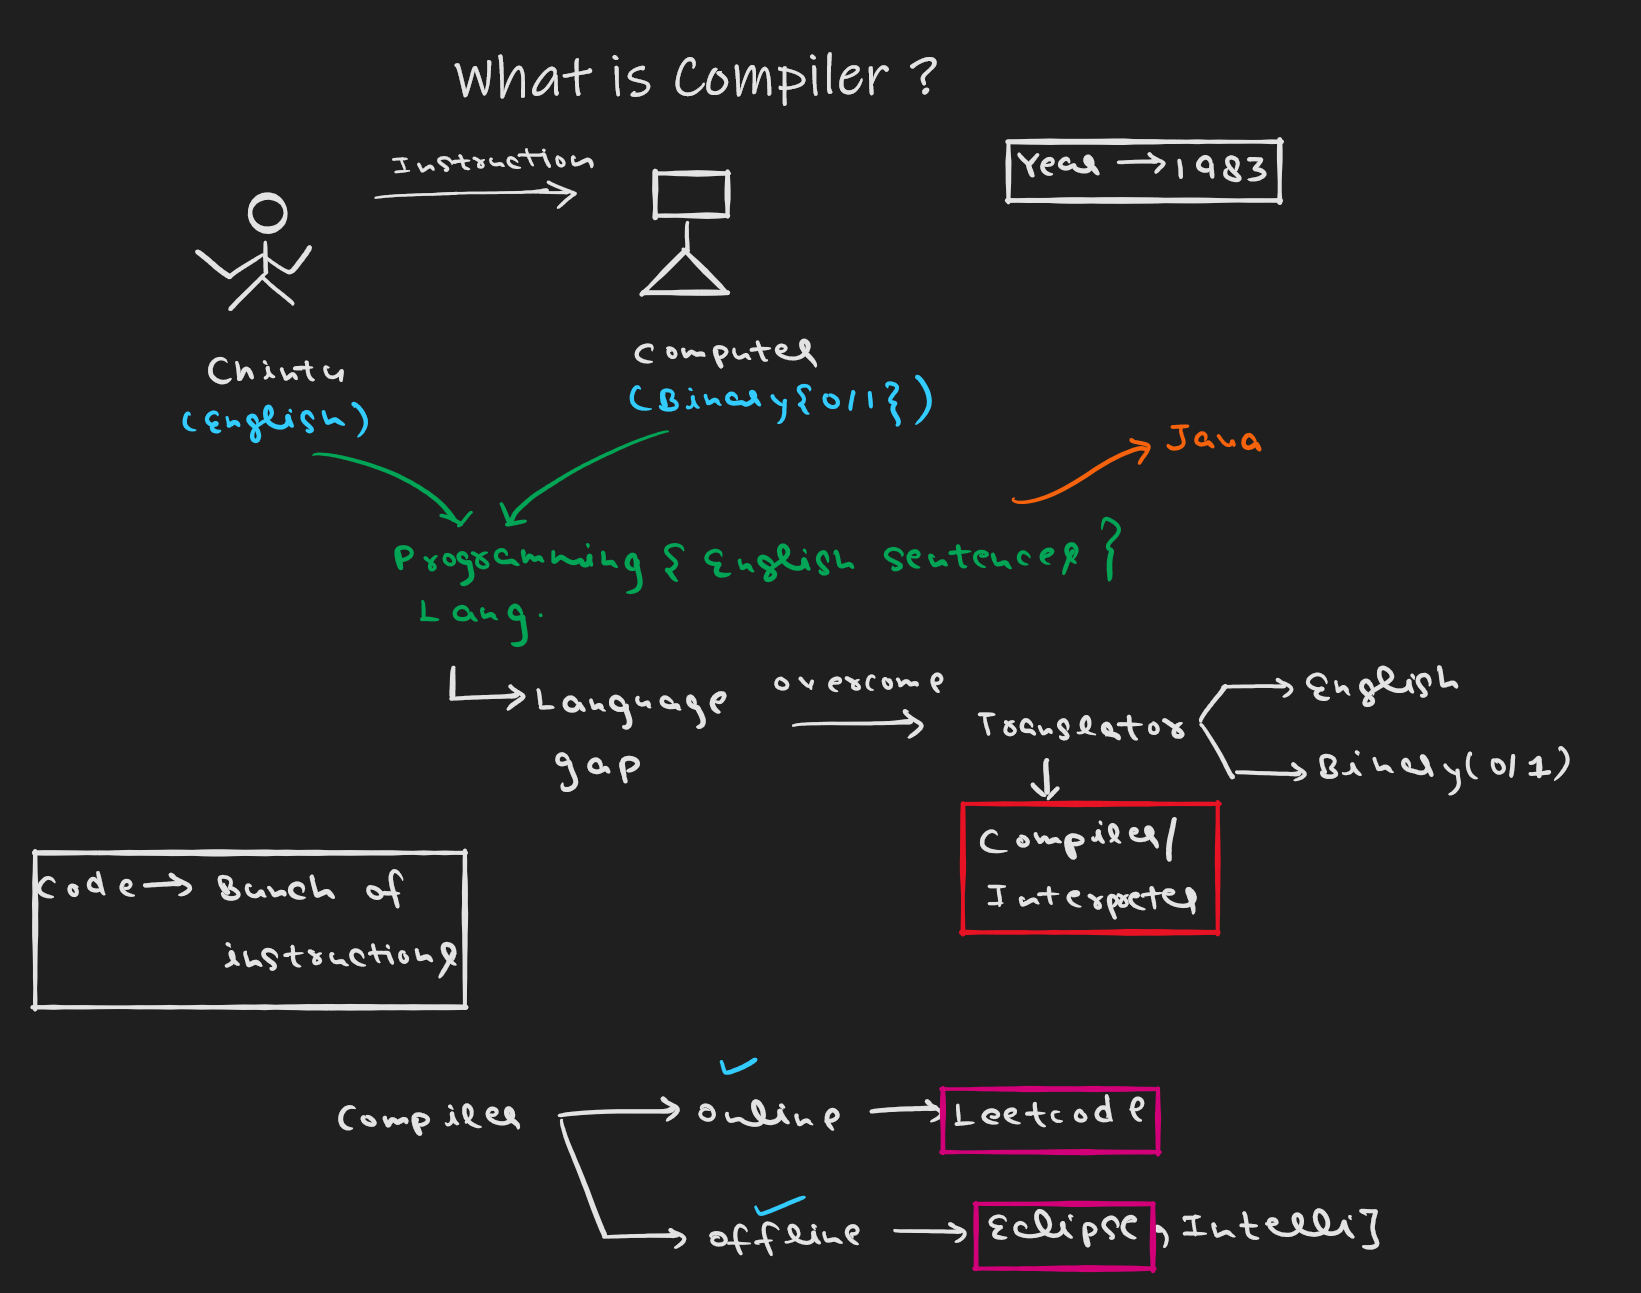 What is Compiler ?
Instruction
Year → 1983
Chintu
(English)
Computer
(Binary{0/1})
Java
Programming { English sentences }
Lang.
Language
gap
overcome
Translator
English
Binary(0/1)
Compiler/
Interpreter
Code → Bunch of
instructions
Compiler
online → Leetcode
offline → Eclipse, IntelliJ